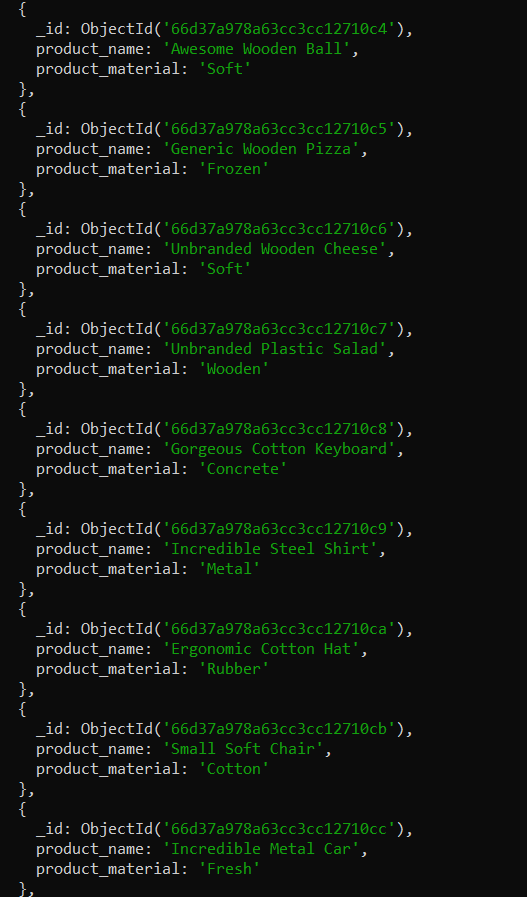 {
_id: ObjectId('66d37a978a63cc3cc12710c4'),
product_name: 'Awesome Wooden Ball',
product_material: 'Soft'
},
{
_id: ObjectId('66d37a978a63cc3cc12710c5'),
product_name: 'Generic Wooden Pizza',
product_material: 'Frozen'
},
{
_id: ObjectId('66d37a978a63cc3cc12710c6'),
product_name: 'Unbranded Wooden Cheese',
product_material: 'Soft'
},
{
_id: ObjectId('66d37a978a63cc3cc12710c7'),
product_name: 'Unbranded Plastic Salad',
product_material: 'Wooden'
},
{
_id: ObjectId('66d37a978a63cc3cc12710c8'),
product_name: 'Gorgeous Cotton Keyboard',
product_material: 'Concrete'
},
{
_id: ObjectId('66d37a978a63cc3cc12710c9'),
product_name: 'Incredible Steel Shirt',
product_material: 'Metal'
},
{
_id: ObjectId('66d37a978a63cc3cc12710ca'),
product_name: 'Ergonomic Cotton Hat',
product_material: 'Rubber'
},
{
_id: ObjectId('66d37a978a63cc3cc12710cb'),
product_name: 'Small Soft Chair',
product_material: 'Cotton'
},
{
_id: ObjectId('66d37a978a63cc3cc12710cc'),
product_name: 'Incredible Metal Car',
product_material: 'Fresh'
},